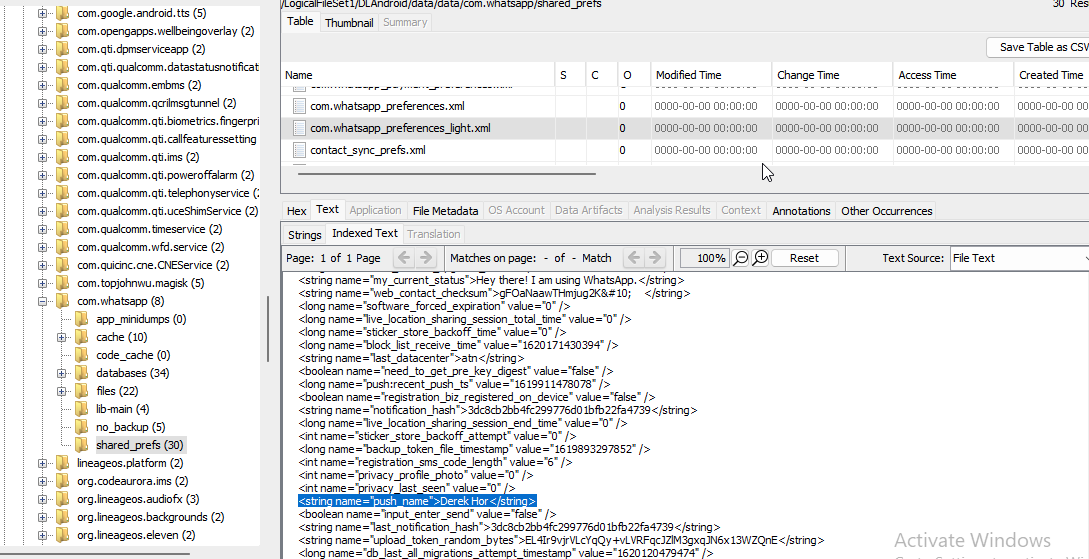 com.google.android.tts (5)
com.opengapps.wellbeingoverlay (2)
com.qti.dpmserviceapp (2)
com.qti.qualcomm.datastatusnotificat
com.qualcomm.embms (2)
com.qualcomm.qcrilmsgtunnel (2)
com.qualcomm.qti.biometrics.fingerpri
com.qualcomm.qti.callfeaturessetting
com.qualcomm.qti.ims (2)
com.qualcomm.qti.poweroffalarm (2)
com.qualcomm.qti.telephonyservice (2
com.qualcomm.qti.uceShimService (2)
com.qualcomm.timeservice (2)
com.qualcomm.wfd.service (2)
com.quicinc.cne.CNEService (2)
com.topjohnwu.magisk (5)
com.whatsapp (8)
app_minidumps (0)
cache (10)
code_cache (0)
databases (34)
files (22)
lib-main (4)
no_backup (5)
shared_prefs (30)
lineageos.platform (2)
org.codeaurora.ims (2)
org.lineageos.audiofx (3)
org.lineageos.backgrounds (2)
org.lineageos.eleven (2)
/LogicalFileSet1/DLAndroid/data/data/com.whatsapp/shared_prefs 30 Res
Table Thumbnail Summary
Save Table as CSV
Name S C O Modified Time Change Time Access Time Created Time
com.whatsapp_preferences.xml 0 0000-00-00 00:00:00 0000-00-00 00:00:00 0000-00-00 00:00:00 0000-00-00 00:00:00
com.whatsapp_preferences_light.xml 0 0000-00-00 00:00:00 0000-00-00 00:00:00 0000-00-00 00:00:00 0000-00-00 00:00:00
contact_sync_prefs.xml 0 0000-00-00 00:00:00 0000-00-00 00:00:00 0000-00-00 00:00:00 0000-00-00 00:00:00
Hex Text Application File Metadata OS Account Data Artifacts Analysis Results Context Annotations Other Occurrences
Strings Indexed Text Translation
Page: 1 of 1 Page Matches on page: - of - Match 100% Reset Text Source: File Text
<string name="my_current_status">Hey there! I am using WhatsApp.</string>
<string name="web_contact_checksum">gFOaNaawTHmjug2K&#10; </string>
<long name="software_forced_expiration" value="0" />
<long name="live_location_sharing_session_total_time" value="0" />
<long name="sticker_store_backoff_time" value="0" />
<long name="block_list_receive_time" value="1620171430394" />
<string name="last_datacenter">atn</string>
<boolean name="need_to_get_pre_key_digest" value="false" />
<long name="push:recent_push_ts" value="1619911478078" />
<boolean name="registration_biz_registered_on_device" value="false" />
<string name="notification_hash">3dc8cb2bb4fc299776d01bfb22fa4739</string>
<long name="live_location_sharing_session_end_time" value="0" />
<int name="sticker_store_backoff_attempt" value="0" />
<long name="backup_token_file_timestamp" value="1619893297852" />
<int name="registration_sms_code_length" value="6" />
<int name="privacy_profile_photo" value="0" />
<int name="privacy_last_seen" value="0" />
<string name="push_name">Derek Hor</string>
<boolean name="input_enter_send" value="false" />
<string name="last_notification_hash">3dc8cb2bb4fc299776d01bfb22fa4739</string>
<string name="upload_token_random_bytes">EL4Ir9vjrVLcYqQy+vLVRFqcJZlM3gxqJN6x13WZQnE</string>
<long name="db_last_all_migrations_attempt_timestamp" value="1620120479474" />
Activate Windows